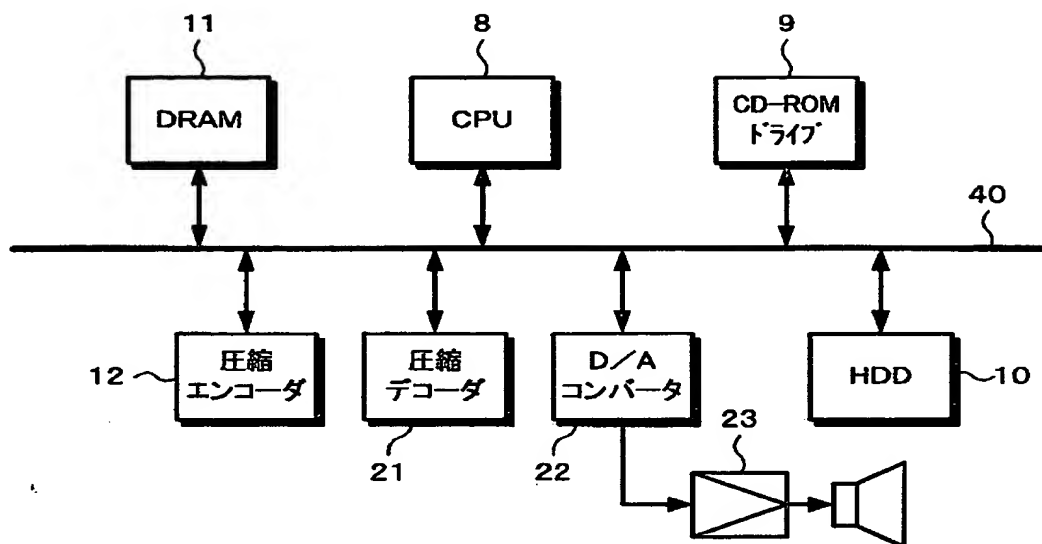 11
8
9
DRAM
CPU
CD-ROM
ドライブ
40
圧縮
エンコーダ
12
圧縮
デコーダ
21
D/A
コンバータ
22
HDD
10
23